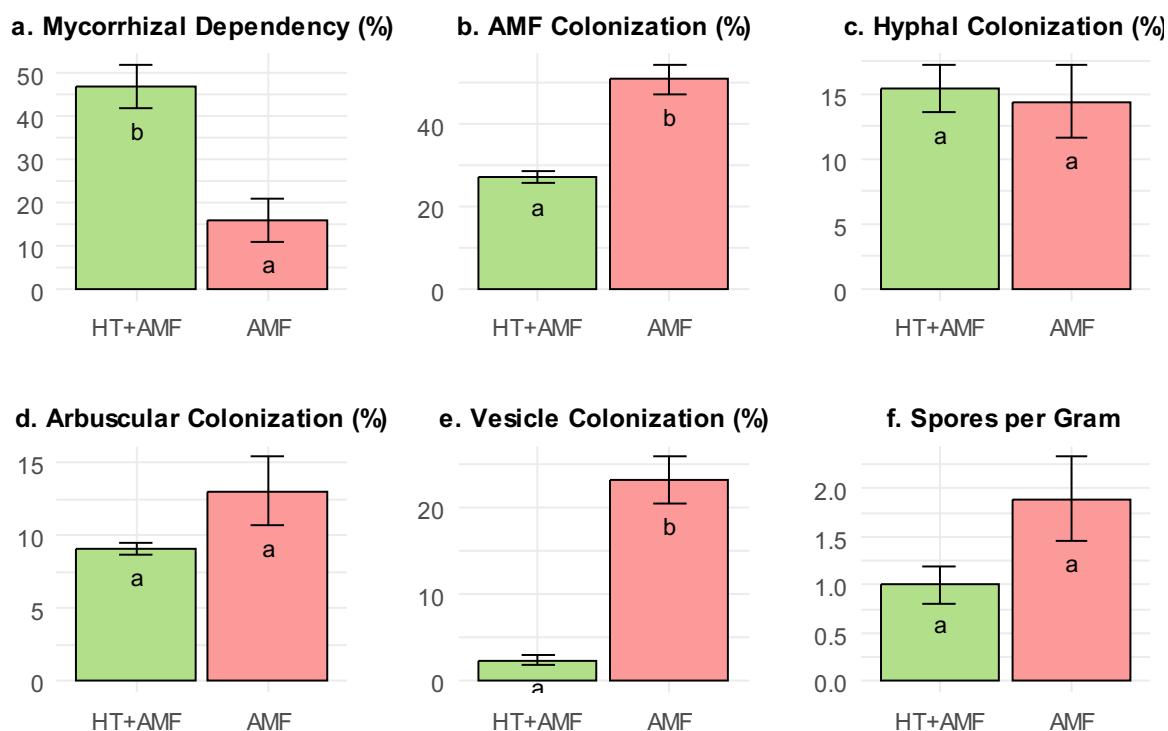 a. Mycorrhizal Dependency (%)
50
40
30
20
10
0
b
a
HT+AMF AMF
b. AMF Colonization (%)
40
20
0
a
b
HT+AMF AMF
c. Hyphal Colonization (%)
15
10
5
0
a
a
HT+AMF AMF
d. Arbuscular Colonization (%)
15
10
5
0
a
a
HT+AMF AMF
e. Vesicle Colonization (%)
20
10
0
a
b
HT+AMF AMF
f. Spores per Gram
2.0
1.5
1.0
0.5
0.0
a
a
HT+AMF AMF